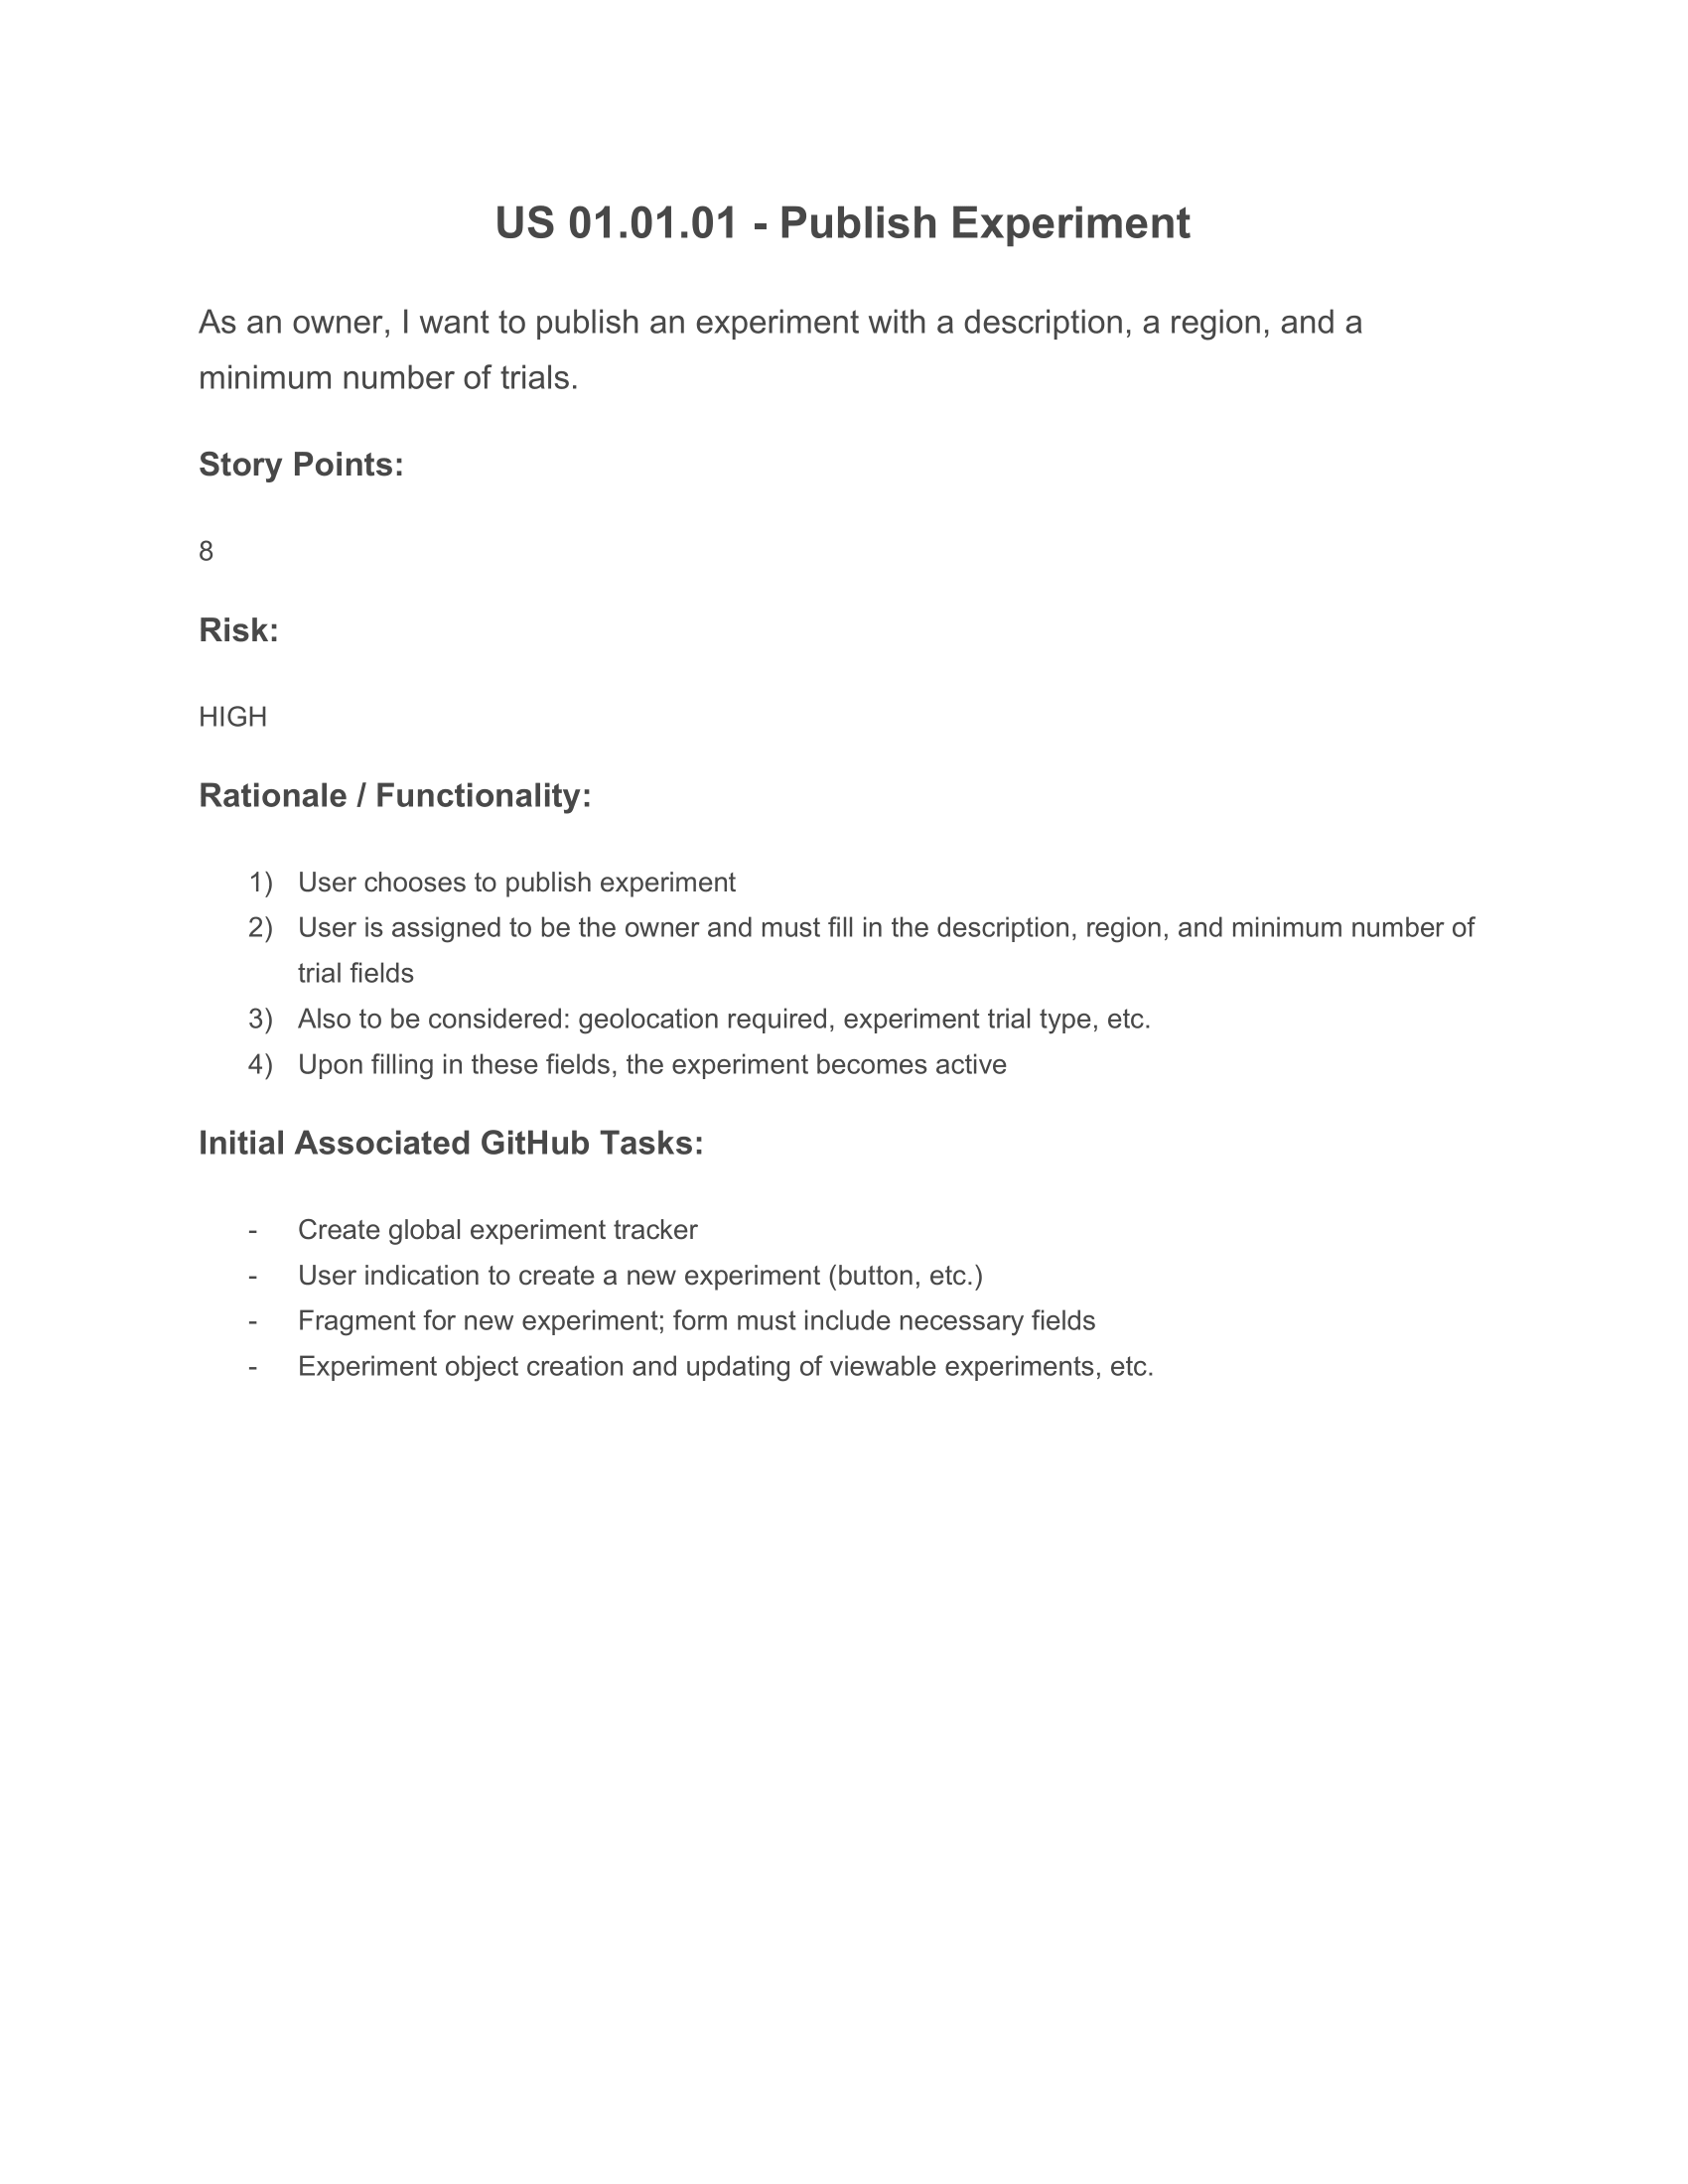 US 01.01.01 - Publish Experiment
As an owner, I want to publish an experiment with a description, a region, and a
minimum number of trials.
Story Points:
8
Risk:
HIGH
Rationale / Functionality:
1) User chooses to publish experiment
2) User is assigned to be the owner and must fill in the description, region, and minimum number of
trial fields
3) Also to be considered: geolocation required, experiment trial type, etc.
4) Upon filling in these fields, the experiment becomes active
Initial Associated GitHub Tasks:
- Create global experiment tracker
- User indication to create a new experiment (button, etc.)
- Fragment for new experiment; form must include necessary fields
- Experiment object creation and updating of viewable experiments, etc.